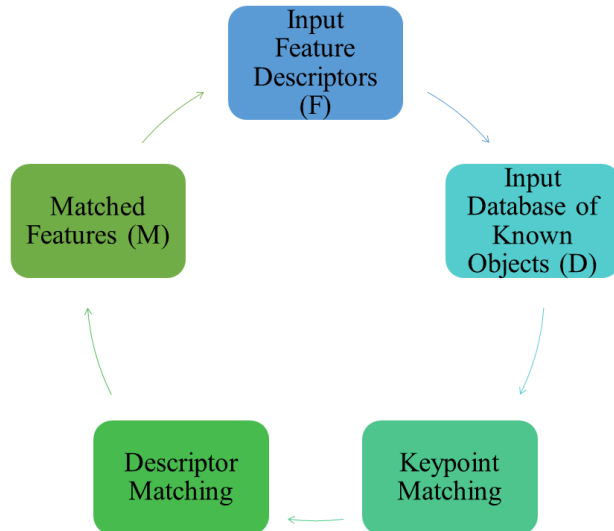 Input
Feature
Descriptors
(F)
Input
Database of
Known
Objects (D)
Keypoint
Matching
Descriptor
Matching
Matched
Features (M)